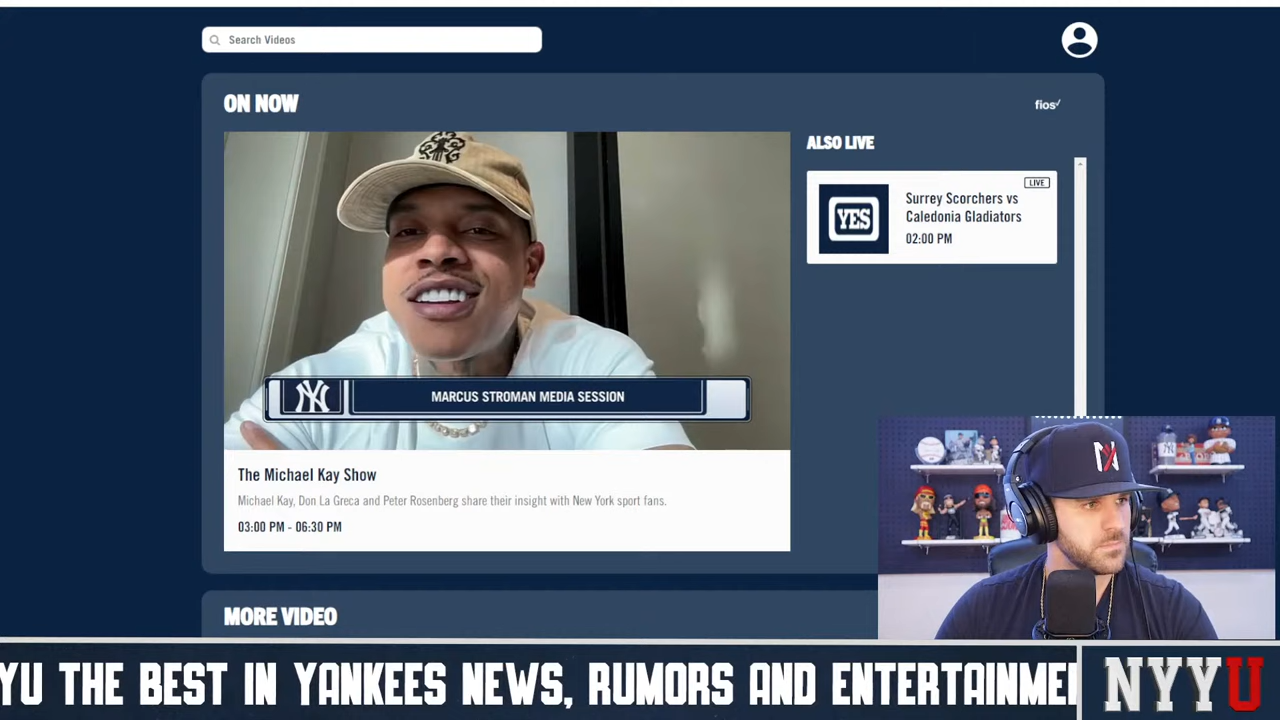 Search Videos
ON NOW
fios
MARCUS STROMAN MEDIA SESSION
The Michael Kay Show
Michael Kay, Don La Greca and Peter Rosenberg share their insight with New York sport fans.
03:00 PM - 06:30 PM
ALSO LIVE
LIVE
YES
Surrey Scorchers vs
Caledonia Gladiators
02:00 PM
MORE VIDEO
NY
YU THE BEST IN YANKEES NEWS, RUMORS AND ENTERTAINME
NYYU